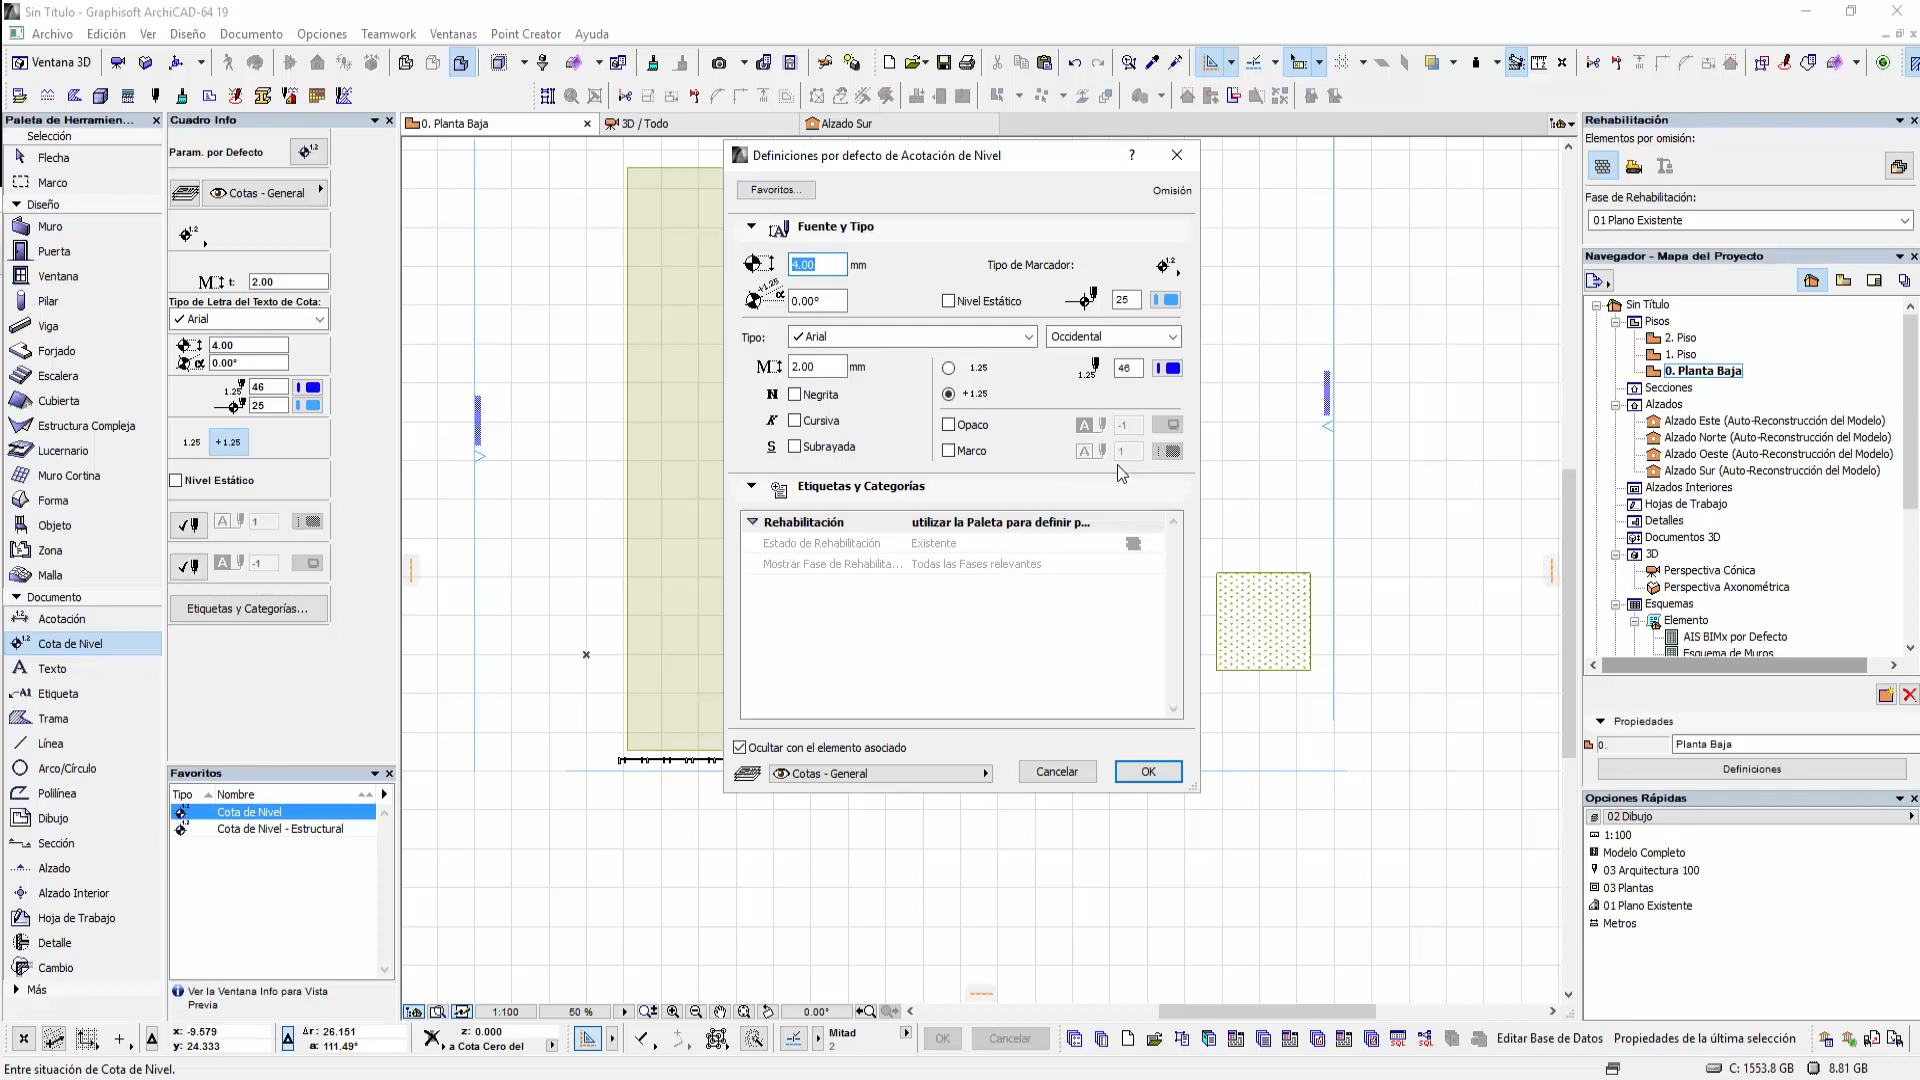 Sin Título - Graphisoft ArchiCAD-64 19
Archivo Edición Ver Diseño Documento Opciones Teamwork Ventanas Point Creator Ayuda
Ventana 3D
Paleta de Herramien...
Selección
Flecha
Marco
Diseño
Muro
Puerta
Ventana
Pilar
Viga
Forjado
Escalera
Cubierta
Estructura Compleja
Lucernario
Muro Cortina
Forma
Objeto
Zona
Malla
Documento
Acotación
Cota de Nivel
Texto
Etiqueta
Trama
Línea
Arco/Círculo
Polilínea
Dibujo
Sección
Alzado
Alzado Interior
Hoja de Trabajo
Detalle
Cambio
Más
Cuadro Info
Param. por Defecto
Cotas - General
M t: 2.00
Tipo de Letra del Texto de Cota:
Arial
4.00
0.00°
1.25 46
25
1.25 +1.25
Nivel Estático
A 1
A -1
Etiquetas y Categorías...
Favoritos
Tipo Nombre
Cota de Nivel
Cota de Nivel - Estructural
Ver la Ventana Info para Vista
Previa
0. Planta Baja
3D / Todo
Alzado Sur
Definiciones por defecto de Acotación de Nivel
?
Favoritos...
Omisión
Fuente y Tipo
4.00 mm
Tipo de Marcador:
0.00°
Nivel Estático
25
Tipo:
Arial
Occidental
M 2.00 mm
1.25
1.25 46
N Negrita
+1.25
K Cursiva
Opaco A -1
S Subrayada
Marco A 1
Etiquetas y Categorías
Rehabilitación utilizar la Paleta para definir p...
Estado de Rehabilitación Existente
Mostrar Fase de Rehabilita... Todas las Fases relevantes
Ocultar con el elemento asociado
Cotas - General
Cancelar
OK
Rehabilitación
Elementos por omisión:
Fase de Rehabilitación:
01 Plano Existente
Navegador - Mapa del Proyecto
Sin Título
Pisos
2. Piso
1. Piso
0. Planta Baja
Secciones
Alzados
Alzado Este (Auto-Reconstrucción del Modelo)
Alzado Norte (Auto-Reconstrucción del Modelo)
Alzado Oeste (Auto-Reconstrucción del Modelo)
Alzado Sur (Auto-Reconstrucción del Modelo)
Alzados Interiores
Hojas de Trabajo
Detalles
Documentos 3D
3D
Perspectiva Cónica
Perspectiva Axonométrica
Esquemas
Elemento
AIS BIMx por Defecto
Esquema de Muros
Propiedades
0. Planta Baja
Definiciones
Opciones Rápidas
02 Dibujo
1:100
Modelo Completo
03 Arquitectura 100
03 Plantas
01 Plano Existente
Metros
1:100 50 % 0.00°
x: -9.579
y: 24.333
Δr: 26.151
a: 111.49°
z: 0.000
a Cota Cero del
Mitad
2
OK
Cancelar
Editar Base de Datos Propiedades de la última selección
Entre situación de Cota de Nivel.
C: 1553.8 GB 8.81 GB